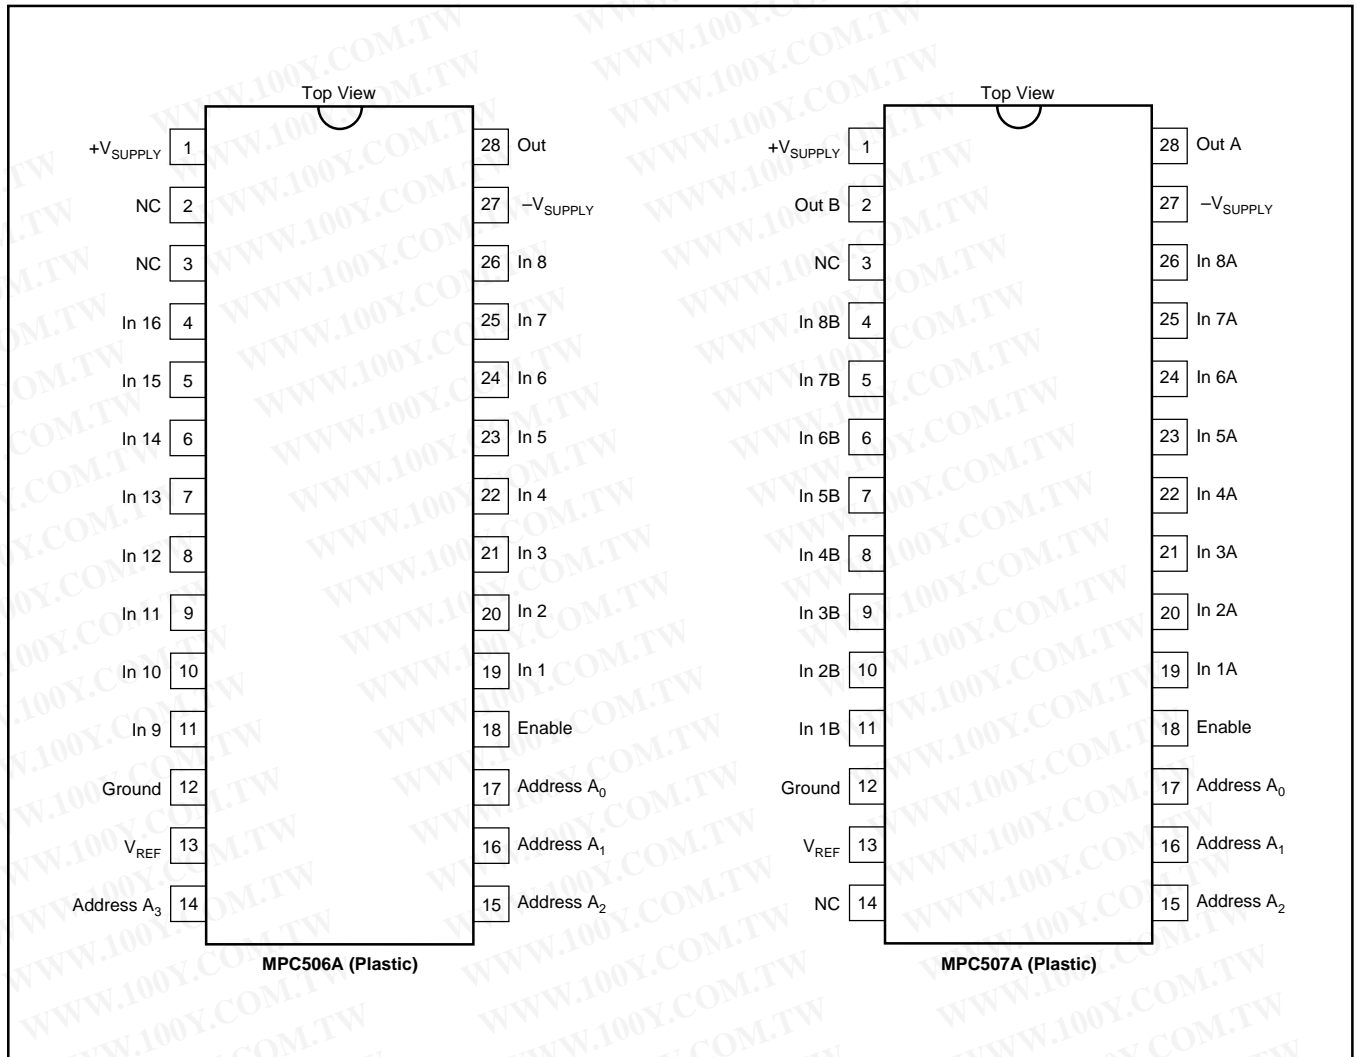 Top View
+VSUPPLY 1
NC 2
NC 3
In 16 4
In 15 5
In 14 6
In 13 7
In 12 8
In 11 9
In 10 10
In 9 11
Ground 12
VREF 13
Address A3 14
28 Out
27 –VSUPPLY
26 In 8
25 In 7
24 In 6
23 In 5
22 In 4
21 In 3
20 In 2
19 In 1
18 Enable
17 Address A0
16 Address A1
15 Address A2
MPC506A (Plastic)
Top View
+VSUPPLY 1
Out B 2
NC 3
In 8B 4
In 7B 5
In 6B 6
In 5B 7
In 4B 8
In 3B 9
In 2B 10
In 1B 11
Ground 12
VREF 13
NC 14
28 Out A
27 –VSUPPLY
26 In 8A
25 In 7A
24 In 6A
23 In 5A
22 In 4A
21 In 3A
20 In 2A
19 In 1A
18 Enable
17 Address A0
16 Address A1
15 Address A2
MPC507A (Plastic)
WWW.100Y.COM.TW